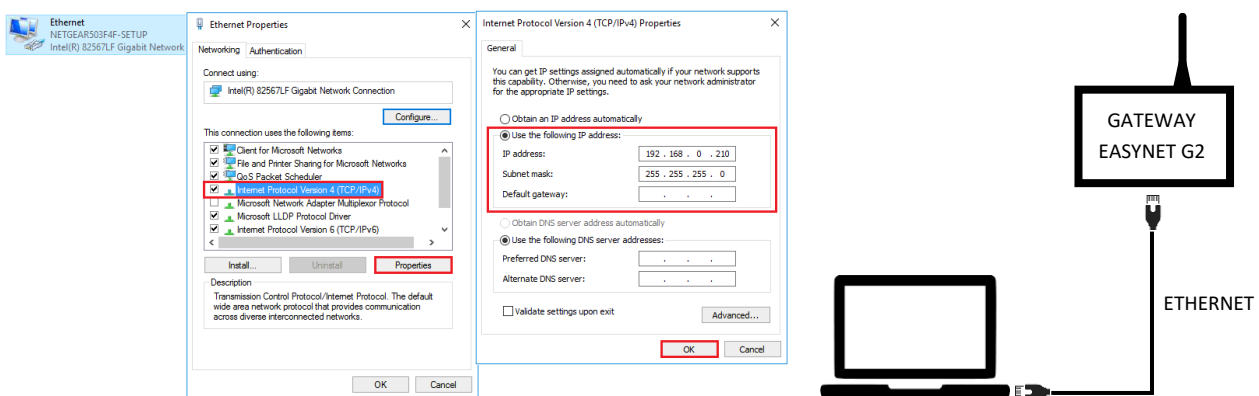 Ethernet
NETGEAR503F4F-SETUP
Intel(R) 82567LF Gigabit Network
Ethernet Properties
Networking Authentication
Connect using:
Intel(R) 82567LF Gigabit Network Connection
Configure...
This connection uses the following items:
Client for Microsoft Networks
File and Printer Sharing for Microsoft Networks
QoS Packet Scheduler
Internet Protocol Version 4 (TCP/IPv4)
Microsoft Network Adapter Multiplexor Protocol
Microsoft LLDP Protocol Driver
Internet Protocol Version 6 (TCP/IPv6)
Install... Uninstall Properties
Description
Transmission Control Protocol/Internet Protocol. The default
wide area network protocol that provides communication
across diverse interconnected networks.
OK Cancel
Internet Protocol Version 4 (TCP/IPv4) Properties
General
You can get IP settings assigned automatically if your network supports
this capability. Otherwise, you need to ask your network administrator
for the appropriate IP settings.
Obtain an IP address automatically
Use the following IP address:
IP address: 192 . 168 . 0 . 210
Subnet mask: 255 . 255 . 255 . 0
Default gateway: . . .
Obtain DNS server address automatically
Use the following DNS server addresses:
Preferred DNS server: . . .
Alternate DNS server: . . .
Validate settings upon exit
Advanced...
OK Cancel
GATEWAY
EASYNET G2
ETHERNET